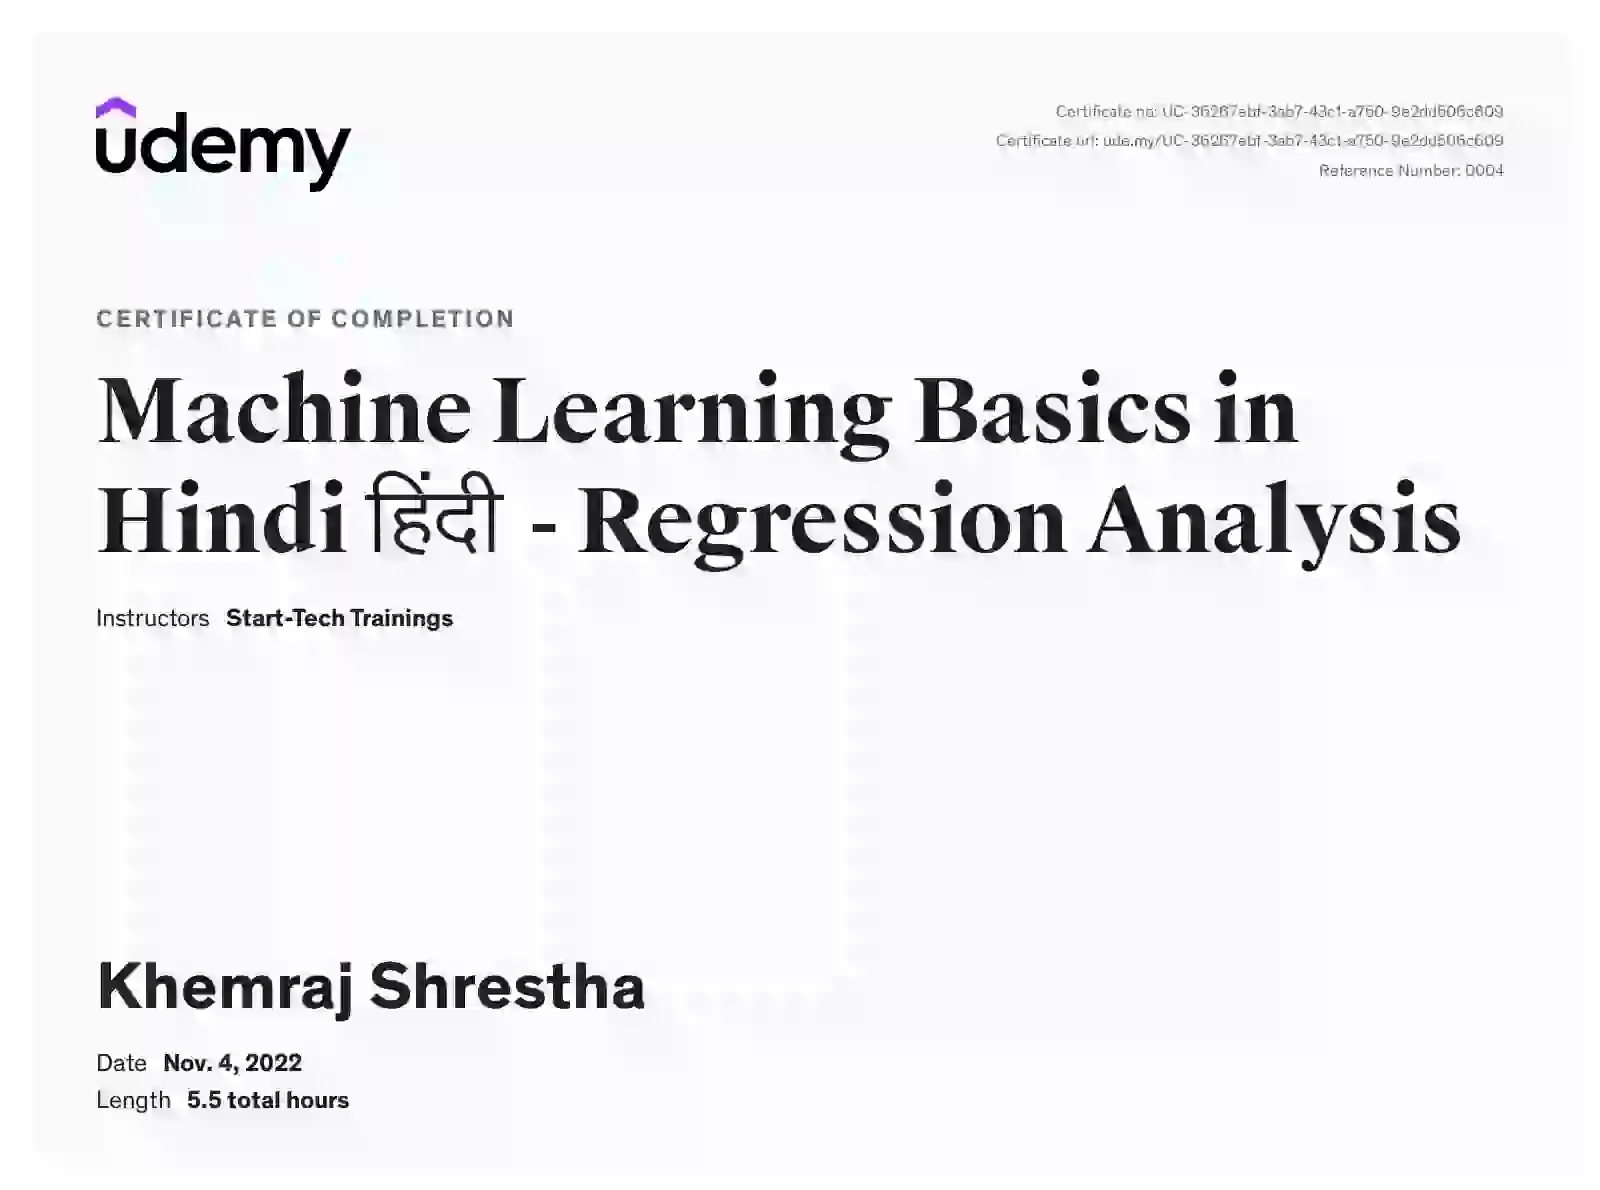 udemy
Certificate no: UC-36267ebf-3ab7-43c1-a750-9e2dd506c609
Certificate url: ude.my/UC-36267ebf-3ab7-43c1-a750-9e2dd506c609
Reference Number: 0004
CERTIFICATE OF COMPLETION
Machine Learning Basics in
Hindi हिंदी - Regression Analysis
Instructors Start-Tech Trainings
Khemraj Shrestha
Date Nov. 4, 2022
Length 5.5 total hours